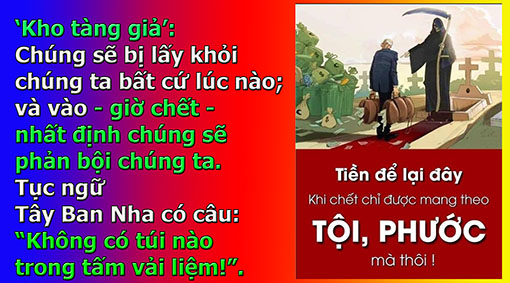 ‘Kho tàng giả’:
Chúng sẽ bị lấy khỏi
chúng ta bất cứ lúc nào;
và vào - giờ chết -
nhất định chúng sẽ
phản bội chúng ta.
Tục ngữ
Tây Ban Nha có câu:
“Không có túi nào
trong tấm vải liệm!”.
Tiền để lại đây
Khi chết chỉ được mang theo
TỘI, PHƯỚC
mà thôi !